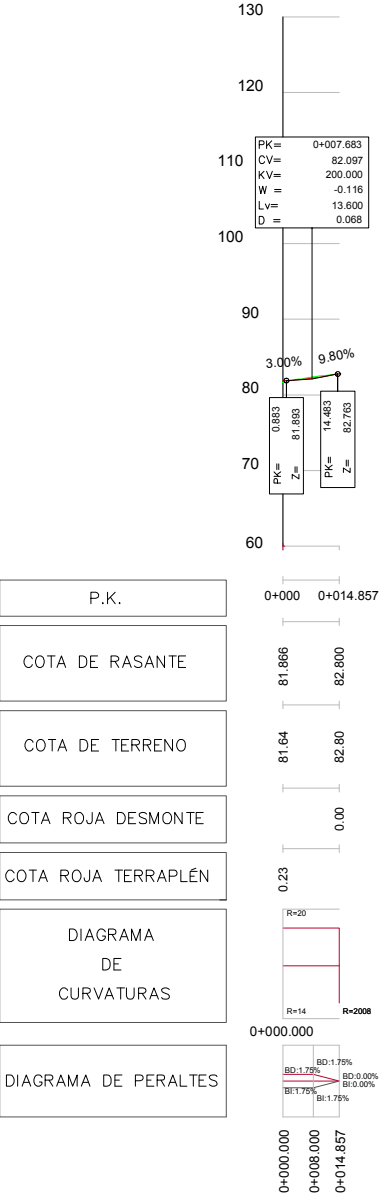 130
120
110
100
90
80
70
60
PK= 0+007.683
CV= 82.097
KV= 200.000
W = -0.116
Lv= 13.600
D = 0.068
3.00%
9.80%
PK= 0.883
Z= 81.893
PK= 14.483
Z= 82.763
P.K.
0+000
0+014.857
COTA DE RASANTE
81.866
82.800
COTA DE TERRENO
81.64
82.80
COTA ROJA DESMONTE
0.00
COTA ROJA TERRAPLÉN
0.23
DIAGRAMA
DE
CURVATURAS
R=20
R=14
R=2008
0+000.000
DIAGRAMA DE PERALTES
BD:1.75%
BD:1.75%
BD:0.00%
BI:0.00%
BI:1.75%
BI:1.75%
0+000.000
0+008.000
0+014.857